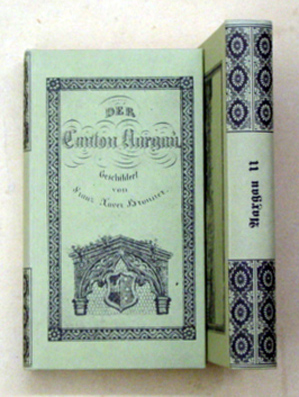 DER
Canton Aargau.
Geschildert
von
Franz Xaver Bronner.
Aargau II